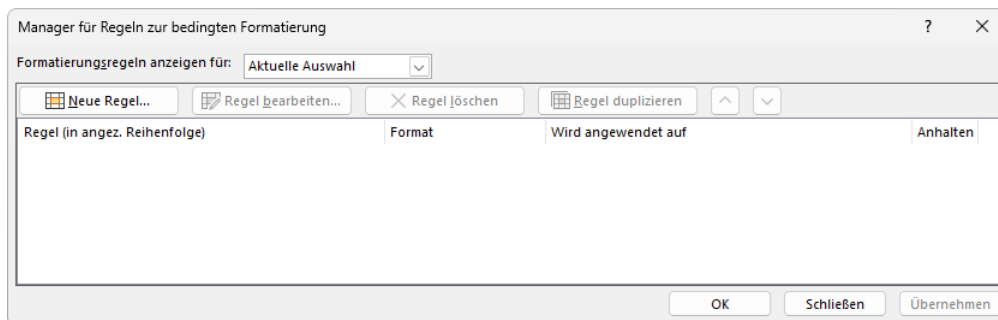 Manager für Regeln zur bedingten Formatierung ?
Formatierungsregeln anzeigen für: Aktuelle Auswahl
Neue Regel... Regel bearbeiten... Regel löschen Regel duplizieren
Regel (in angez. Reihenfolge) Format Wird angewendet auf Anhalten
OK Schließen Übernehmen